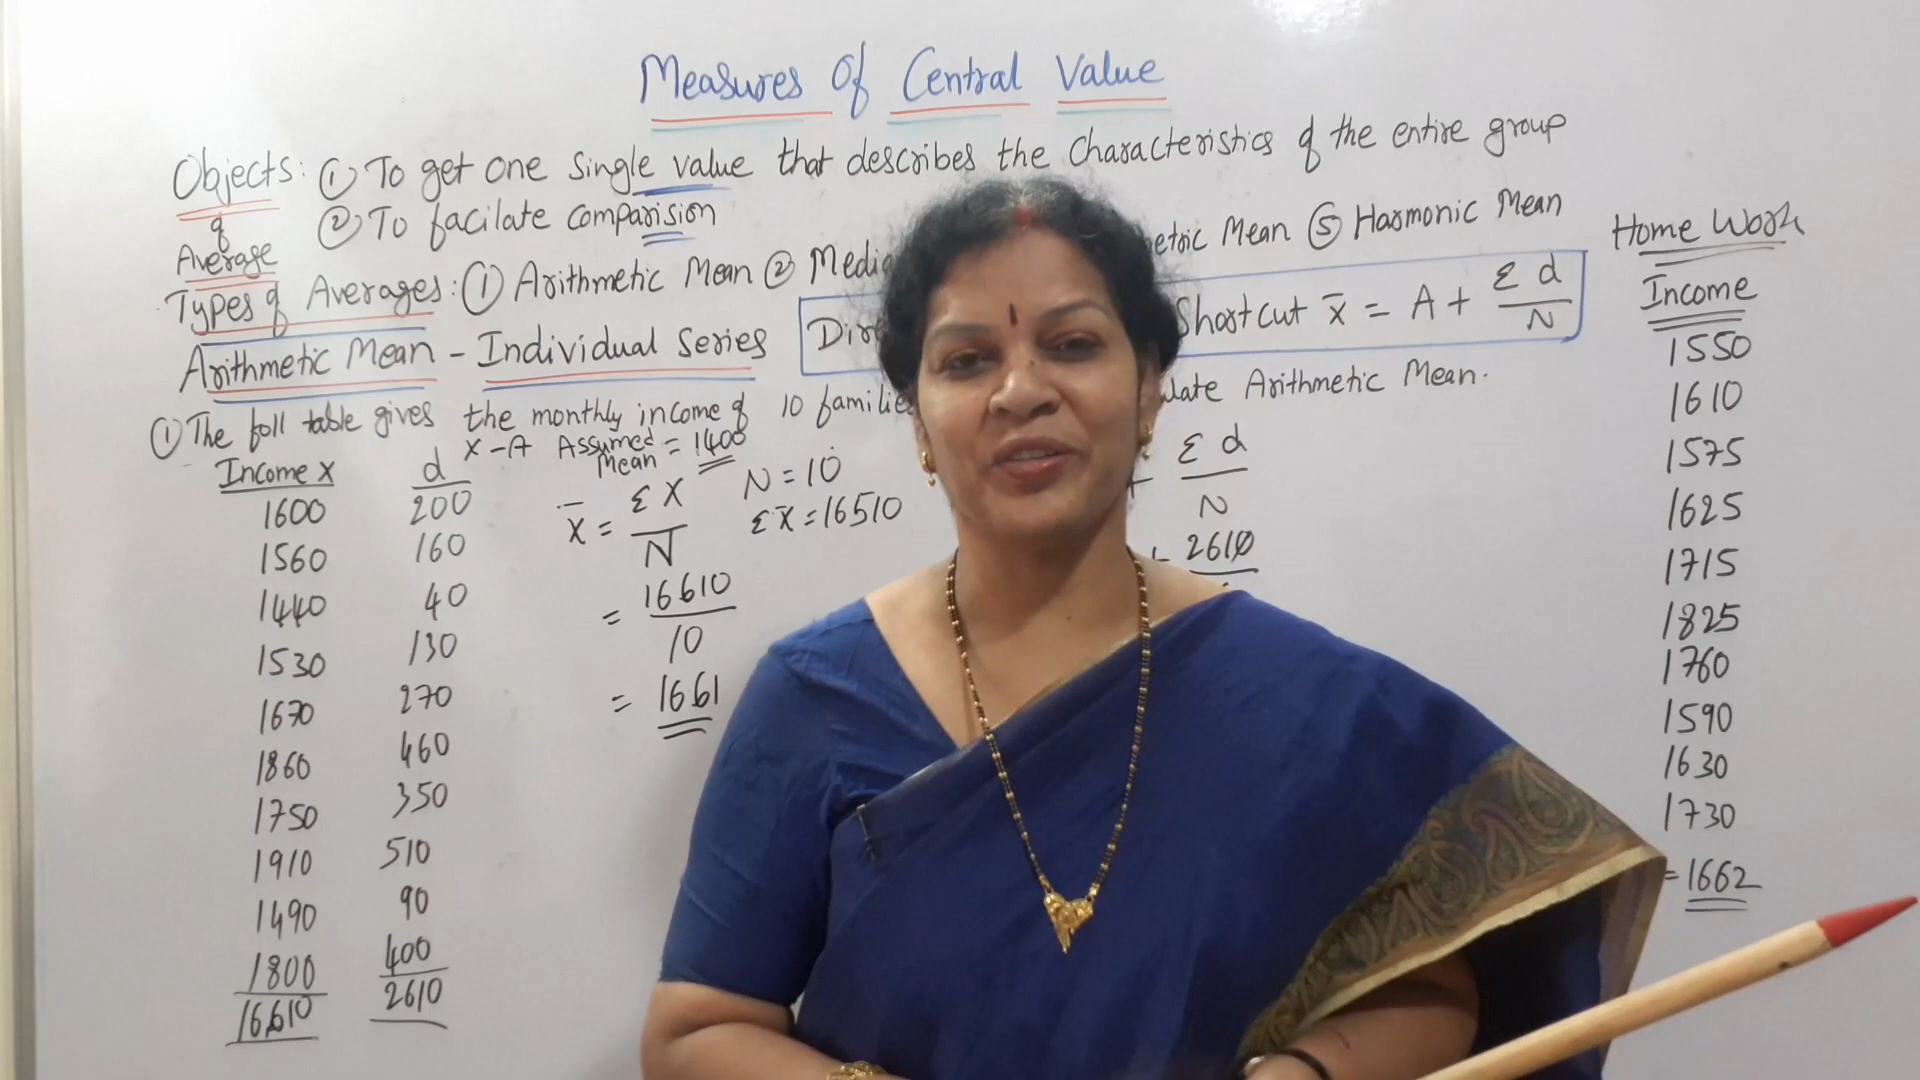 Measures Of Central Value
Objects: ① To get one single value that describes the characteristics of the entire group
of ② To facilate comparision
Average
Types of Averages: ① Arithmetic Mean ② Mean ⑤ Harmonic Mean
Arithmetic Mean - Individual Series Shortcut x̄ = A + Σd/N
① The foll table gives the monthly income of 10 Arithmetic Mean.
Income X d X-A Assumed Mean = 1400
1600 200
1560 160
1440 40
1530 130
1670 270
1860 460
1750 350
1910 510
1490 90
1800 400
16610 2610
X̄ = ΣX/N N = 10
ΣX̄ = 16510
= 16610/10
= 1661
+ Σd/N
+ 2610
Home Work
Income
1550
1610
1575
1625
1715
1825
1760
1590
1630
1730
= 1662